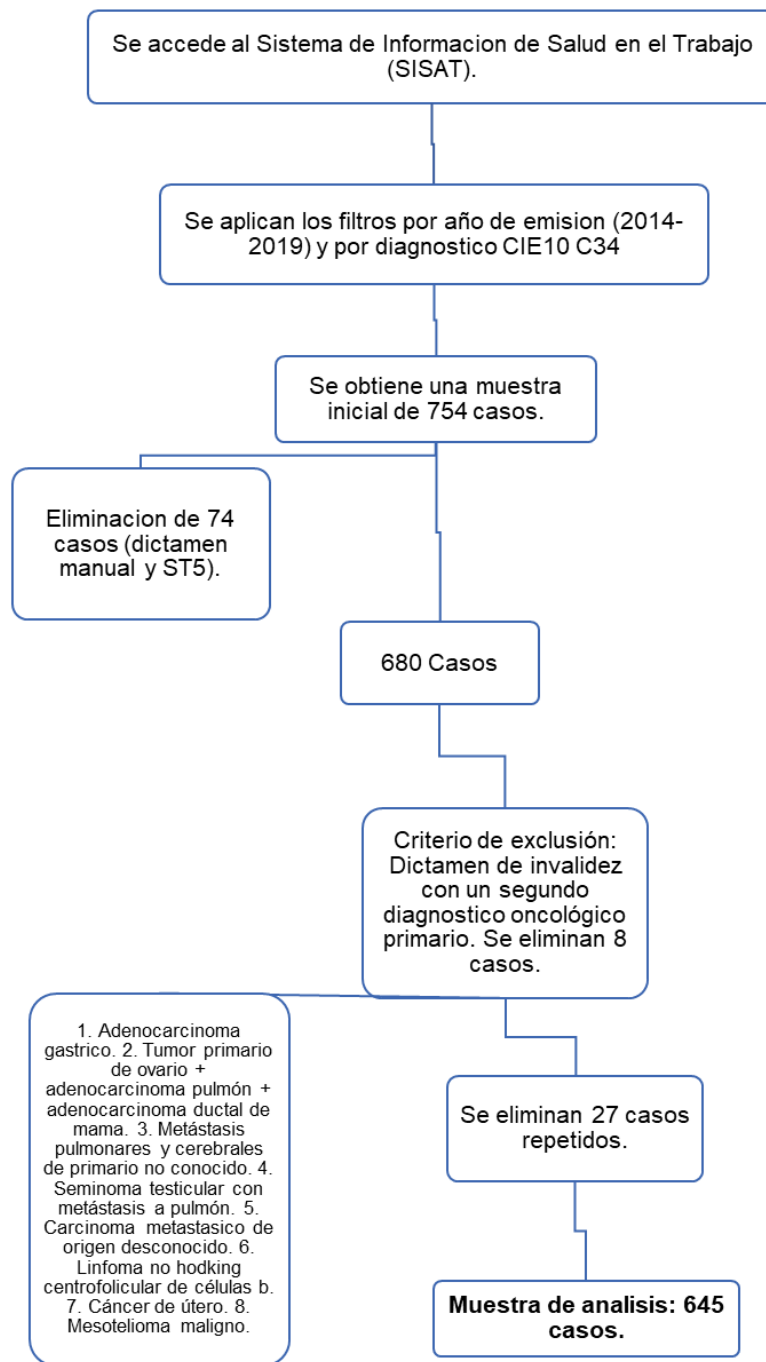 Se accede al Sistema de Informacion de Salud en el Trabajo
(SISAT).
Se aplican los filtros por año de emision (2014-
2019) y por diagnostico CIE10 C34
Se obtiene una muestra
inicial de 754 casos.
Eliminacion de 74
casos (dictamen
manual y ST5).
680 Casos
Criterio de exclusión:
Dictamen de invalidez
con un segundo
diagnostico oncológico
primario. Se eliminan 8
casos.
1. Adenocarcinoma
gastrico. 2. Tumor primario
de ovario +
adenocarcinoma pulmón +
adenocarcinoma ductal de
mama. 3. Metástasis
pulmonares y cerebrales
de primario no conocido. 4.
Seminoma testicular con
metástasis a pulmón. 5.
Carcinoma metastasico de
origen desconocido. 6.
Linfoma no hodking
centrofolicular de células b.
7. Cáncer de útero. 8.
Mesotelioma maligno.
Se eliminan 27 casos
repetidos.
Muestra de analisis: 645
casos.